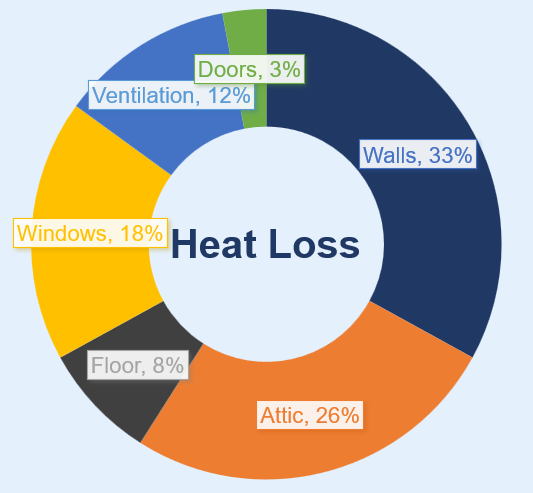 Doors, 3%
Ventilation, 12%
Walls, 33%
Windows, 18%
Heat Loss
Floor, 8%
Attic, 26%